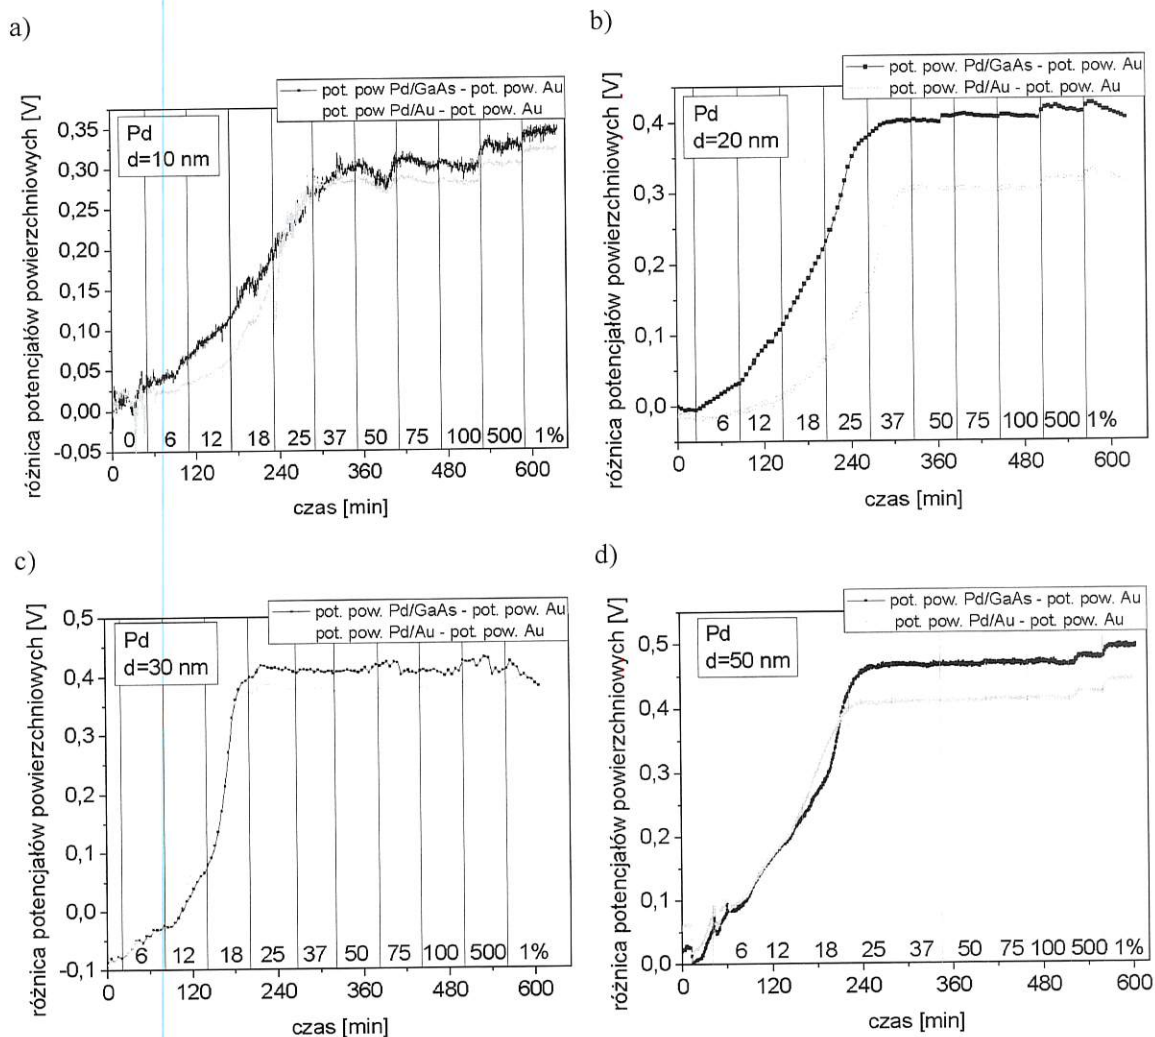 a)
pot. pow Pd/GaAs - pot. pow. Au
pot. pow Pd/Au - pot. pow. Au
Pd
d=10 nm
różnica potencjałów powierzchniowych [V]
0,35
0,30
0,25
0,20
0,15
0,10
0,05
0,00
-0,05
0 6 12 18 25 37 50 75 100 500 1%
0 120 240 360 480 600
czas [min]
b)
pot. pow. Pd/GaAs - pot. pow. Au
pot. pow. Pd/Au - pot. pow. Au
Pd
d=20 nm
różnica potencjałów powierzchniowych [V]
0,4
0,3
0,2
0,1
0,0
6 12 18 25 37 50 75 100 500 1%
0 120 240 360 480 600
czas [min]
c)
pot. pow. Pd/GaAs - pot. pow. Au
pot. pow. Pd/Au - pot. pow. Au
Pd
d=30 nm
różnica potencjałów powierzchniowych [V]
0,5
0,4
0,3
0,2
0,1
0,0
-0,1
6 12 18 25 37 50 75 100 500 1%
0 120 240 360 480 600
czas [min]
d)
pot. pow. Pd/GaAs - pot. pow. Au
pot. pow. Pd/Au - pot. pow. Au
Pd
d=50 nm
różnica potencjałów powierzchniowych [V]
0,5
0,4
0,3
0,2
0,1
0,0
6 12 18 25 37 50 75 100 500 1%
0 120 240 360 480 600
czas [min]